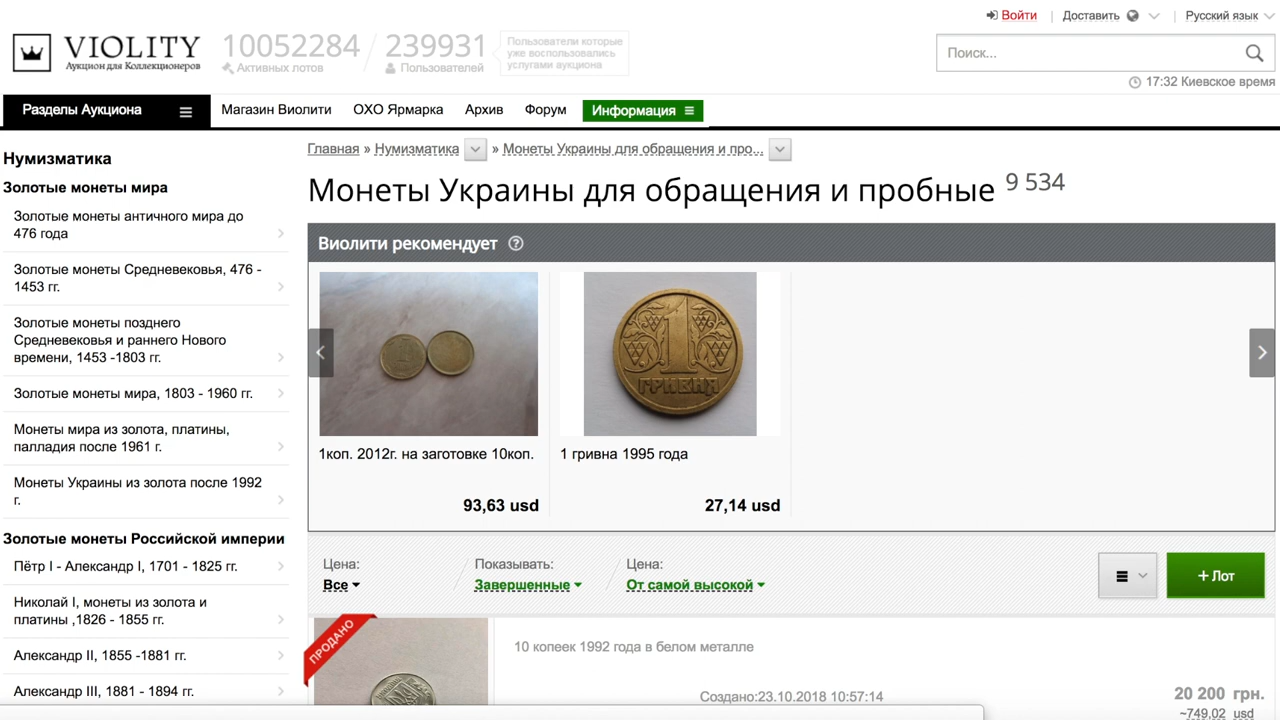 Войти
Доставить
Русский язык
VIOLITY
Аукцион для Коллекционеров
10052284
Активных лотов
239931
Пользователей
Пользователи которые
уже воспользовались
услугами аукциона
Поиск...
17:32 Киевское время
Разделы Аукциона
Магазин Виолити
ОХО Ярмарка
Архив
Форум
Информация
Нумизматика
Золотые монеты мира
Золотые монеты античного мира до
476 года
Золотые монеты Средневековья, 476 -
1453 гг.
Золотые монеты позднего
Средневековья и раннего Нового
времени, 1453 -1803 гг.
Золотые монеты мира, 1803 - 1960 гг.
Монеты мира из золота, платины,
палладия после 1961 г.
Монеты Украины из золота после 1992
г.
Золотые монеты Российской империи
Пётр I - Александр I, 1701 - 1825 гг.
Николай I, монеты из золота и
платины ,1826 - 1855 гг.
Александр II, 1855 -1881 гг.
Александр III, 1881 - 1894 гг.
Главная » Нумизматика » Монеты Украины для обращения и про...
Монеты Украины для обращения и пробные 9 534
Виолити рекомендует ?
1 ГРИВНЯ
1коп. 2012г. на заготовке 10коп.
93,63 usd
1 гривна 1995 года
27,14 usd
Цена:
Все
Показывать:
Завершенные
Цена:
От самой высокой
+ Лот
ПРОДАНО
10 копеек 1992 года в белом металле
Создано:23.10.2018 10:57:14
20 200 грн.
~749,02 usd